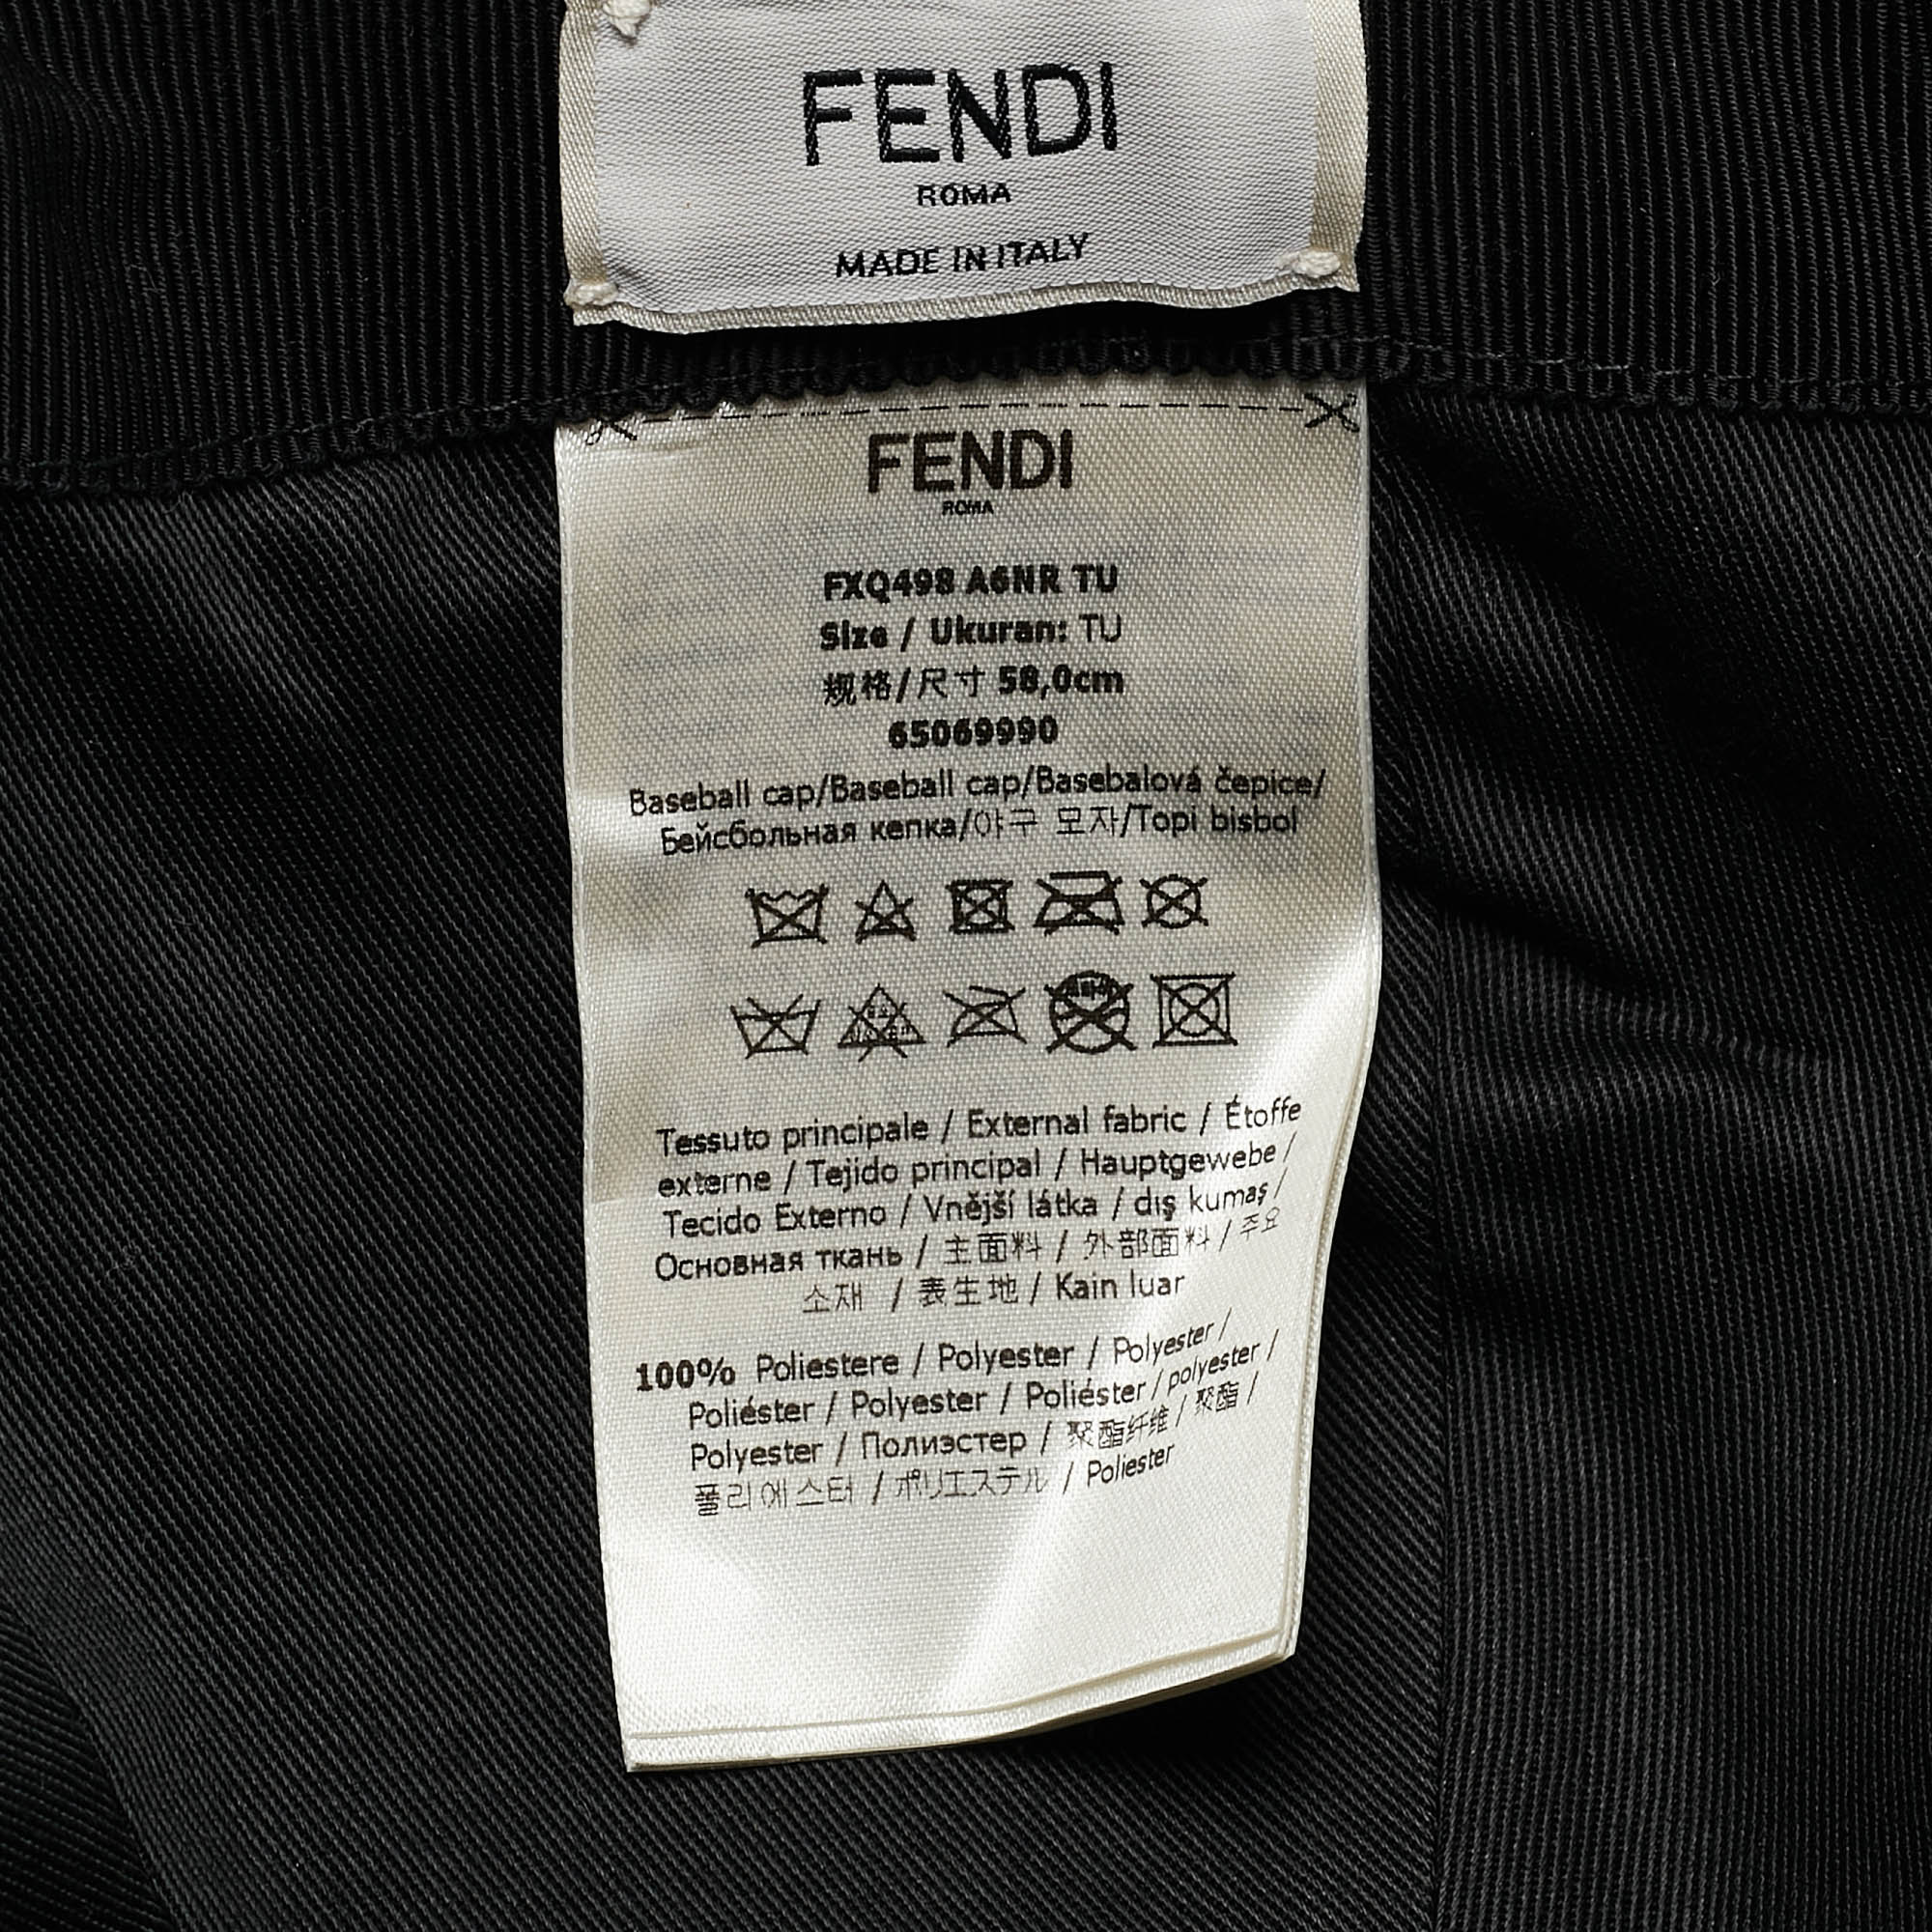 FENDI
ROMA
MADE IN ITALY
FENDI
ROMA
FXQ498 A6NR TU
Size / Ukuran: TU
规格/尺寸 58,0cm
65069990
Baseball cap/Baseball cap/Basebalová čepice/
Бейсбольная кепка/야구 모자/Topi bisbol
Tessuto principale / External fabric / Étoffe
externe / Tejido principal / Hauptgewebe /
Tecido Externo / Vnější látka / dış kumaş /
Основная ткань / 主面料 / 外部面料 / 주요
소재 / 表生地 / Kain luar
100% Poliestere / Polyester / Polyester /
Poliéster / Polyester / Poliéster / polyester /
Polyester / Полиэстер / 聚酯纤维 / 聚酯 /
폴리에스터 / ポリエステル / Poliester